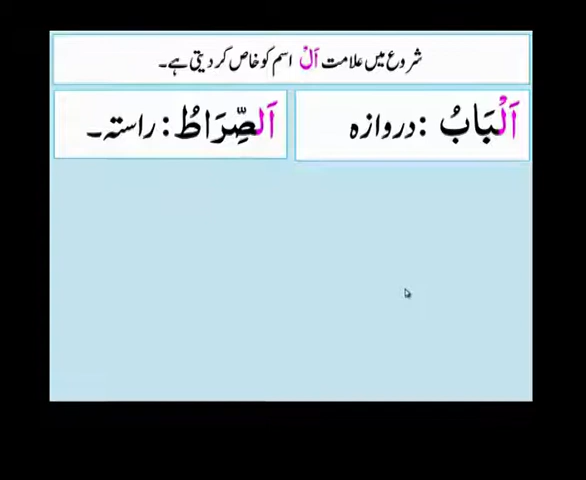 شروع میں علامت اَلْ اسم کو خاص کر دیتی ہے۔
اَلْبَابُ : دروازہ
اَلصِّرَاطُ : راستہ۔